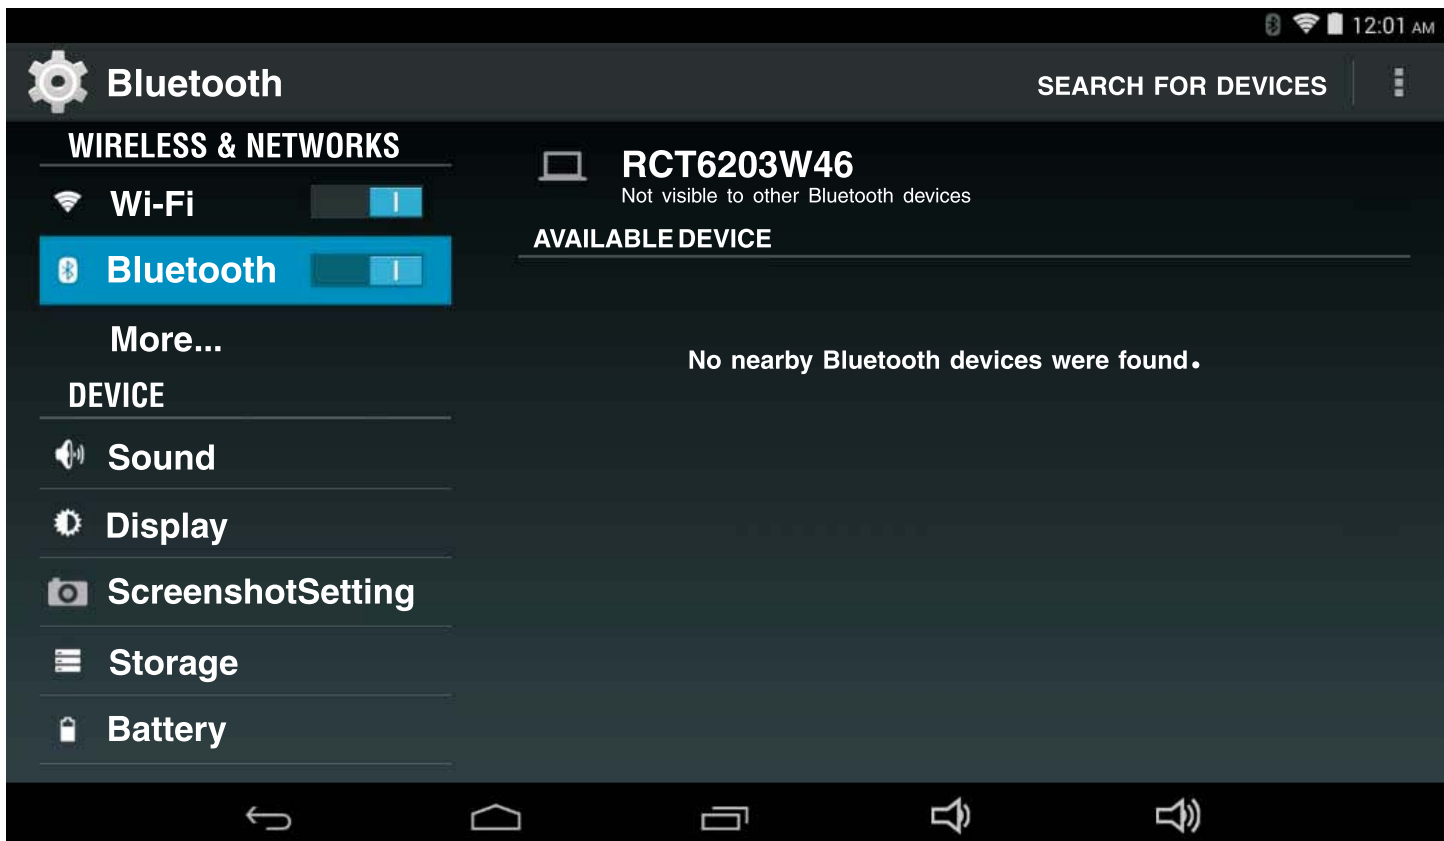 12:01 AM
Bluetooth
SEARCH FOR DEVICES
WIRELESS & NETWORKS
Wi-Fi
Bluetooth
More...
DEVICE
Sound
Display
ScreenshotSetting
Storage
Battery
RCT6203W46
Not visible to other Bluetooth devices
AVAILABLE DEVICE
No nearby Bluetooth devices were found.